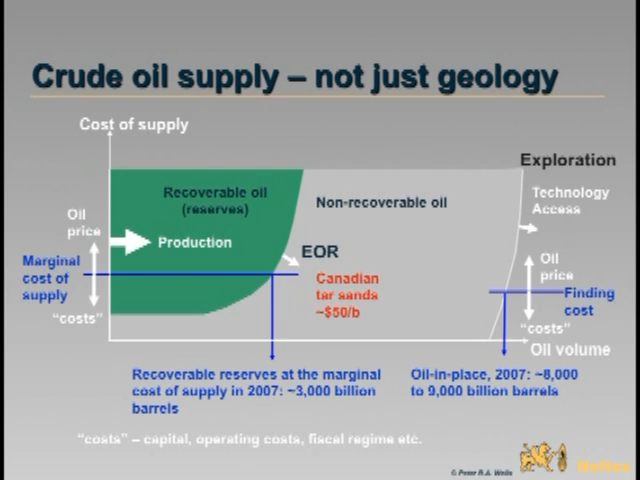 Crude oil supply – not just geology
Cost of supply
Exploration
Recoverable oil
(reserves)
Non-recoverable oil
Technology
Access
Oil
price
Production
EOR
Oil
price
Marginal
cost of
supply
Canadian
tar sands
~$50/b
Finding
cost
"costs"
"costs"
Oil volume
Recoverable reserves at the marginal
cost of supply in 2007: ~3,000 billion
barrels
Oil-in-place, 2007: ~8,000
to 9,000 billion barrels
"costs" – capital, operating costs, fiscal regime etc.
© Peter R.A. Wells